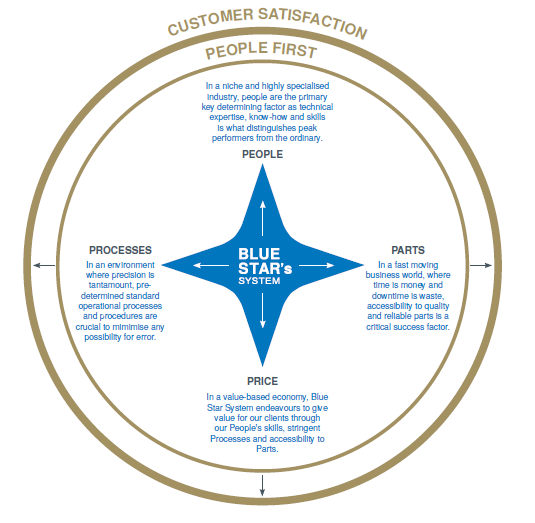 CUSTOMER SATISFACTION
PEOPLE FIRST
In a niche and highly specialised
industry, people are the primary
key determining factor as technical
expertise, know-how and skills
is what distinguishes peak
performers from the ordinary.
PEOPLE
PROCESSES
In an environment
where precision is
tantamount, pre-
determined standard
operational processes
and procedures are
crucial to mimimise any
possibility for error.
BLUE
STAR's
SYSTEM
PARTS
In a fast moving
business world, where
time is money and
downtime is waste,
accessibility to quality
and reliable parts is a
critical success factor.
PRICE
In a value-based economy, Blue
Star System endeavours to give
value for our clients through
our People's skills, stringent
Processes and accessibility to
Parts.